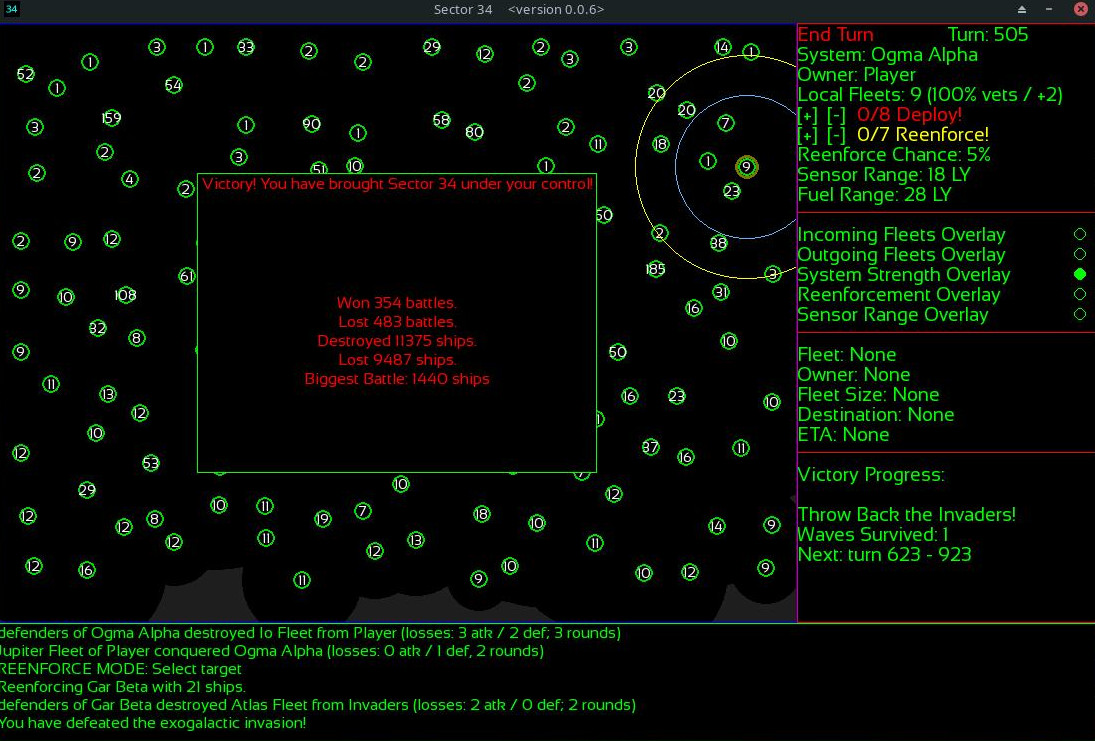 34 Sector 34 <version 0.0.6>
3 1 33 2 29 12 2 3 14 1
1 2 3
52 1 54 2 20
159 20
3 1 90 1 58 80 2 7 11 18
2 3 51 10 1 1 9
2 4 2 23
50
2 9 12 2 38
61 185 3
9 10 108 31 16
32 8 10
9 50
11 13 16 23 10
12
10 37 16 11
12 53
29 10 12
12 12 8 10 11 19 7 18 10 14 9
12 11 12 13 11
12 16 11 9 10 10 12 9
Victory! You have brought Sector 34 under your control!
Won 354 battles.
Lost 483 battles.
Destroyed 11375 ships.
Lost 9487 ships.
Biggest Battle: 1440 ships
End Turn Turn: 505
System: Ogma Alpha
Owner: Player
Local Fleets: 9 (100% vets / +2)
[+] [-] 0/8 Deploy!
[+] [-] 0/7 Reenforce!
Reenforce Chance: 5%
Sensor Range: 18 LY
Fuel Range: 28 LY
Incoming Fleets Overlay
Outgoing Fleets Overlay
System Strength Overlay
Reenforcement Overlay
Sensor Range Overlay
Fleet: None
Owner: None
Fleet Size: None
Destination: None
ETA: None
Victory Progress:
Throw Back the Invaders!
Waves Survived: 1
Next: turn 623 - 923
defenders of Ogma Alpha destroyed Io Fleet from Player (losses: 3 atk / 2 def; 3 rounds)
Jupiter Fleet of Player conquered Ogma Alpha (losses: 0 atk / 1 def, 2 rounds)
REENFORCE MODE: Select target
Reenforcing Gar Beta with 21 ships.
defenders of Gar Beta destroyed Atlas Fleet from Invaders (losses: 2 atk / 0 def; 2 rounds)
You have defeated the exogalactic invasion!